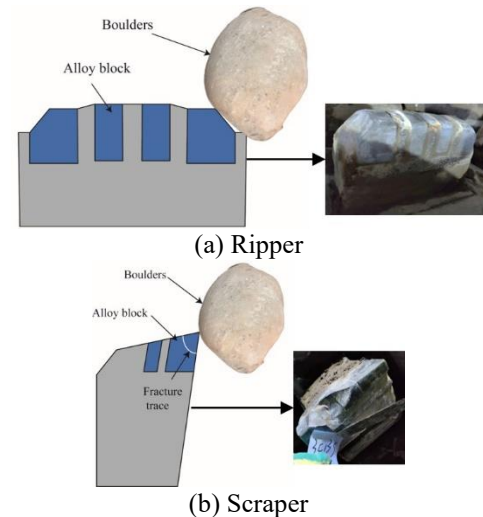 Boulders
Alloy block
(a) Ripper
Boulders
Alloy block
Fracture
trace
(b) Scraper